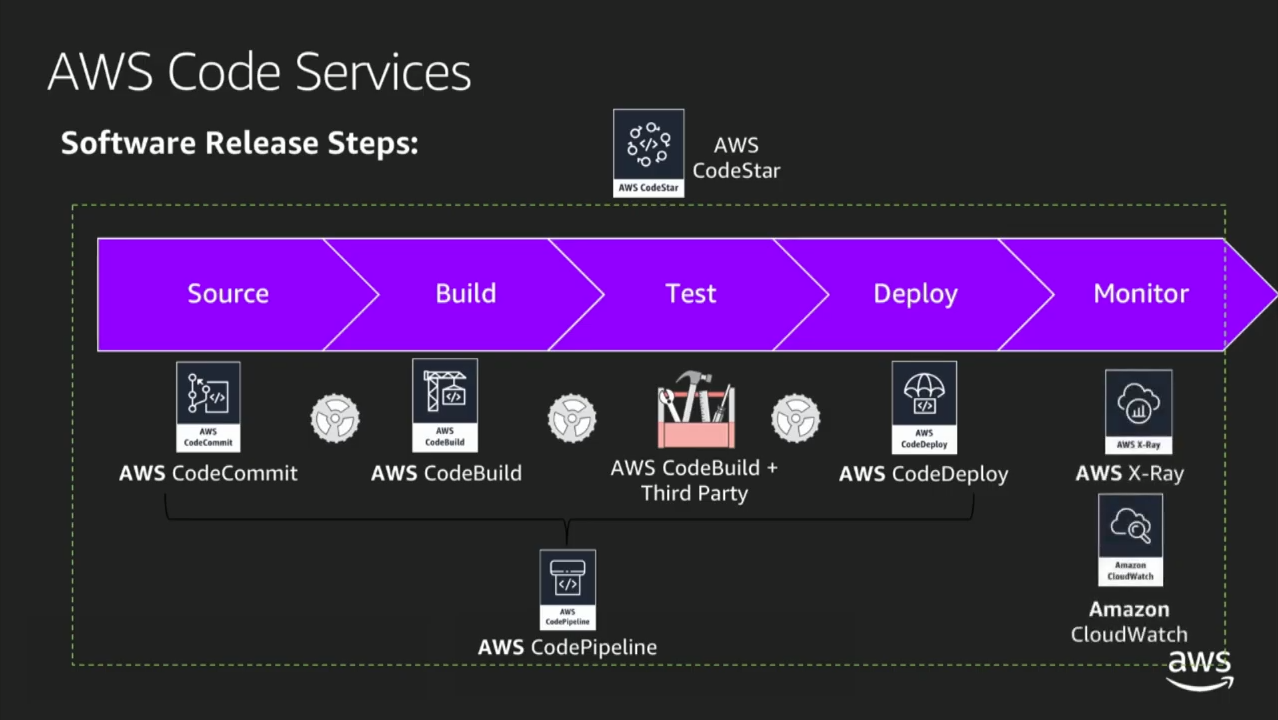 AWS Code Services
Software Release Steps:
AWS CodeStar
AWS
CodeStar
Source
Build
Test
Deploy
Monitor
AWS
CodeCommit
AWS
CodeBuild
AWS
CodeDeploy
AWS X-Ray
AWS CodeCommit
AWS CodeBuild
AWS CodeBuild +
Third Party
AWS CodeDeploy
AWS X-Ray
Amazon
CloudWatch
Amazon
CloudWatch
AWS
CodePipeline
AWS CodePipeline
aws